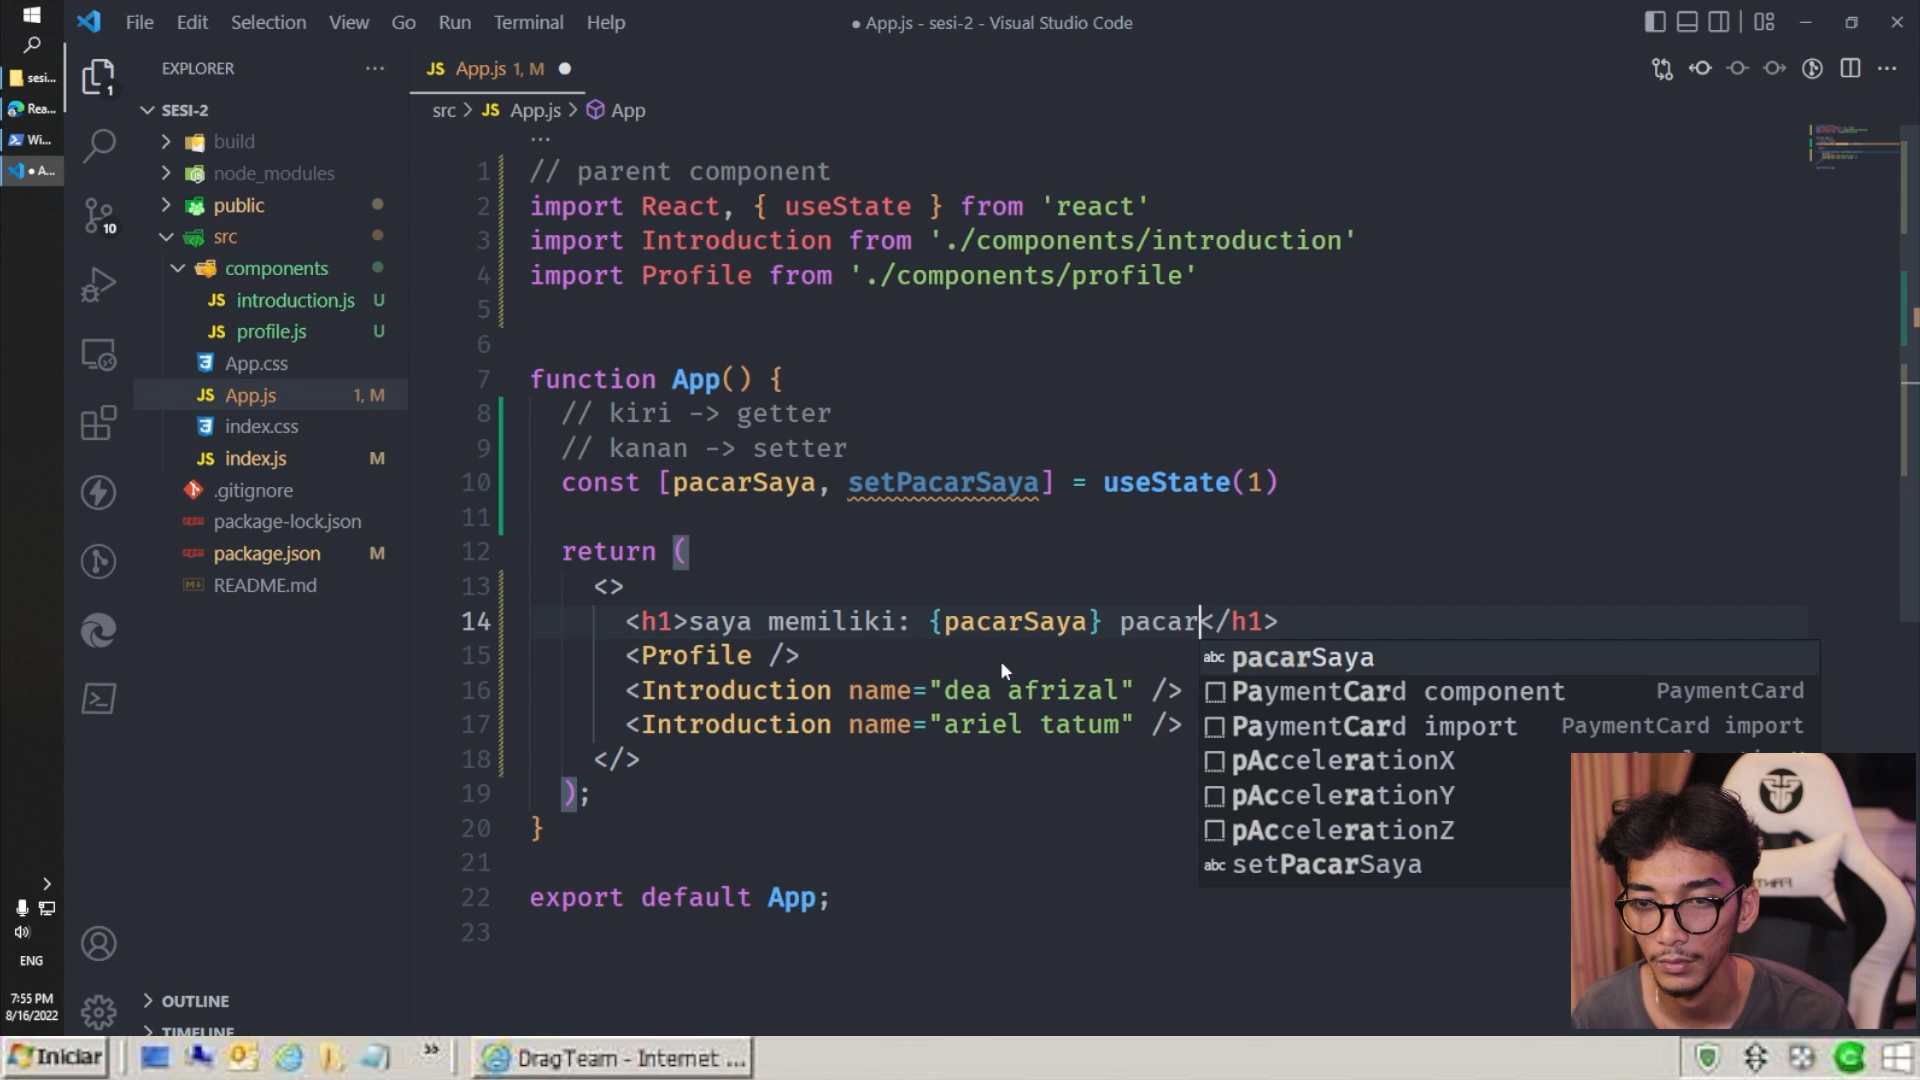 File Edit Selection View Go Run Terminal Help
● App.js - sesi-2 - Visual Studio Code
sesi...
Rea...
Wi...
● A...
1
10
EXPLORER ...
SESI-2
build
node_modules
public
src
components
JS introduction.js U
JS profile.js U
App.css
JS App.js 1, M
index.css
JS index.js M
.gitignore
package-lock.json
package.json M
README.md
OUTLINE
TIMELINE
JS App.js 1, M ●
src > JS App.js > App
...
1 // parent component
2 import React, { useState } from 'react'
3 import Introduction from './components/introduction'
4 import Profile from './components/profile'
5
6
7 function App() {
8 // kiri -> getter
9 // kanan -> setter
10 const [pacarSaya, setPacarSaya] = useState(1)
11
12 return (
13 <>
14 <h1>saya memiliki: {pacarSaya} pacar</h1>
15 <Profile />
16 <Introduction name="dea afrizal" />
17 <Introduction name="ariel tatum" />
18 </>
19 );
20 }
21
22 export default App;
23
abc pacarSaya
PaymentCard component PaymentCard
PaymentCard import PaymentCard import
pAccelerationX
pAccelerationY
pAccelerationZ
abc setPacarSaya
ENG
7:55 PM
8/16/2022
Iniciar
DragTeam - Internet ...